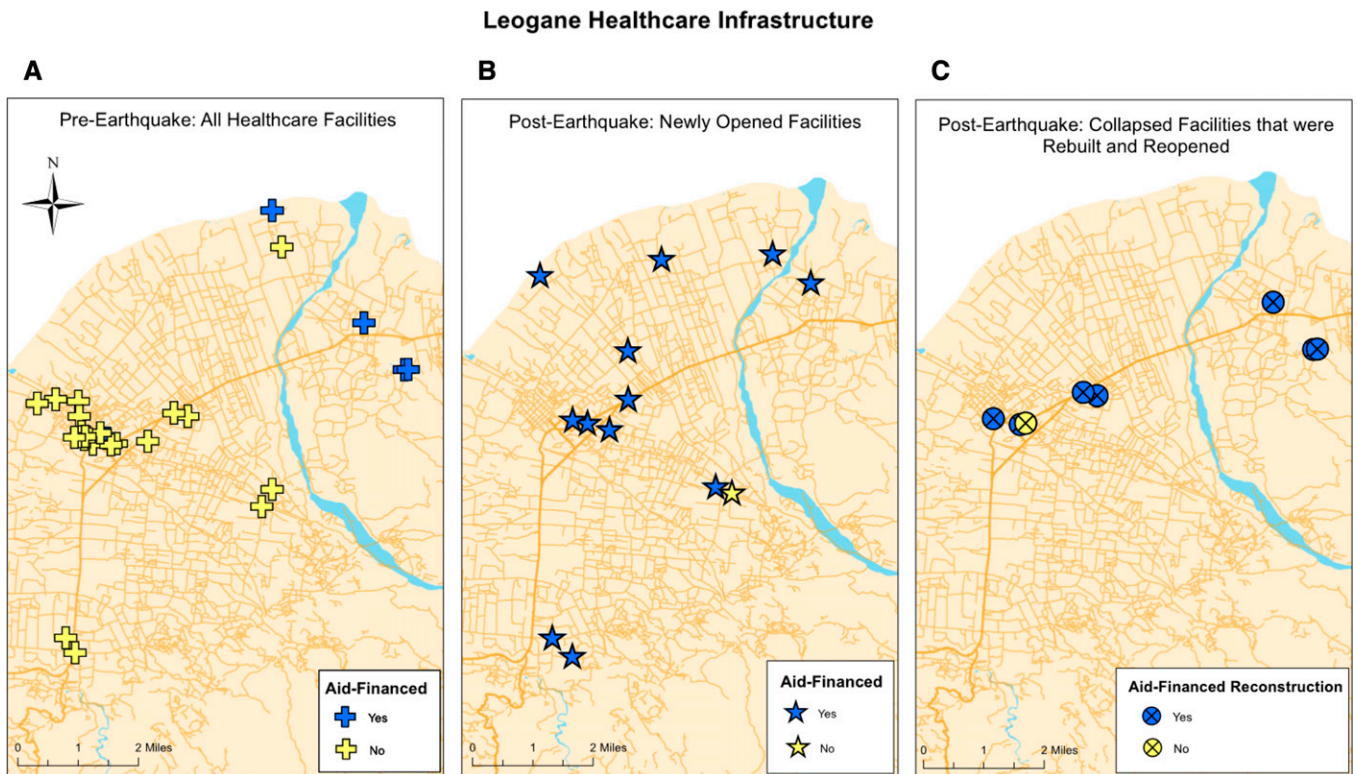 Leogane Healthcare Infrastructure
A
Pre-Earthquake: All Healthcare Facilities
N
Aid-Financed
Yes
No
0 1 2 Miles
B
Post-Earthquake: Newly Opened Facilities
Aid-Financed
Yes
No
0 1 2 Miles
C
Post-Earthquake: Collapsed Facilities that were
Rebuilt and Reopened
Aid-Financed Reconstruction
Yes
No
0 1 2 Miles